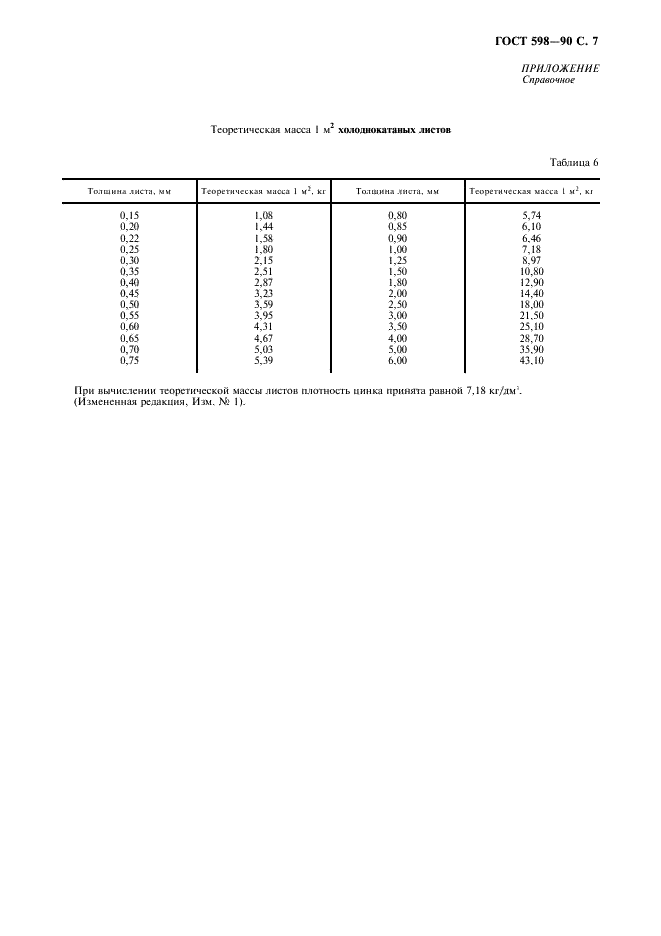 ГОСТ 598—90 С. 7
ПРИЛОЖЕНИЕ
Справочное
Теоретическая масса 1 м² холоднокатаных листов
Таблица 6
Толщина листа, мм Теоретическая масса 1 м², кг Толщина листа, мм Теоретическая масса 1 м², кг
0,15 1,08 0,80 5,74
0,20 1,44 0,85 6,10
0,22 1,58 0,90 6,46
0,25 1,80 1,00 7,18
0,30 2,15 1,25 8,97
0,35 2,51 1,50 10,80
0,40 2,87 1,80 12,90
0,45 3,23 2,00 14,40
0,50 3,59 2,50 18,00
0,55 3,95 3,00 21,50
0,60 4,31 3,50 25,10
0,65 4,67 4,00 28,70
0,70 5,03 5,00 35,90
0,75 5,39 6,00 43,10
При вычислении теоретической массы листов плотность цинка принята равной 7,18 кг/дм³.
(Измененная редакция, Изм. № 1).